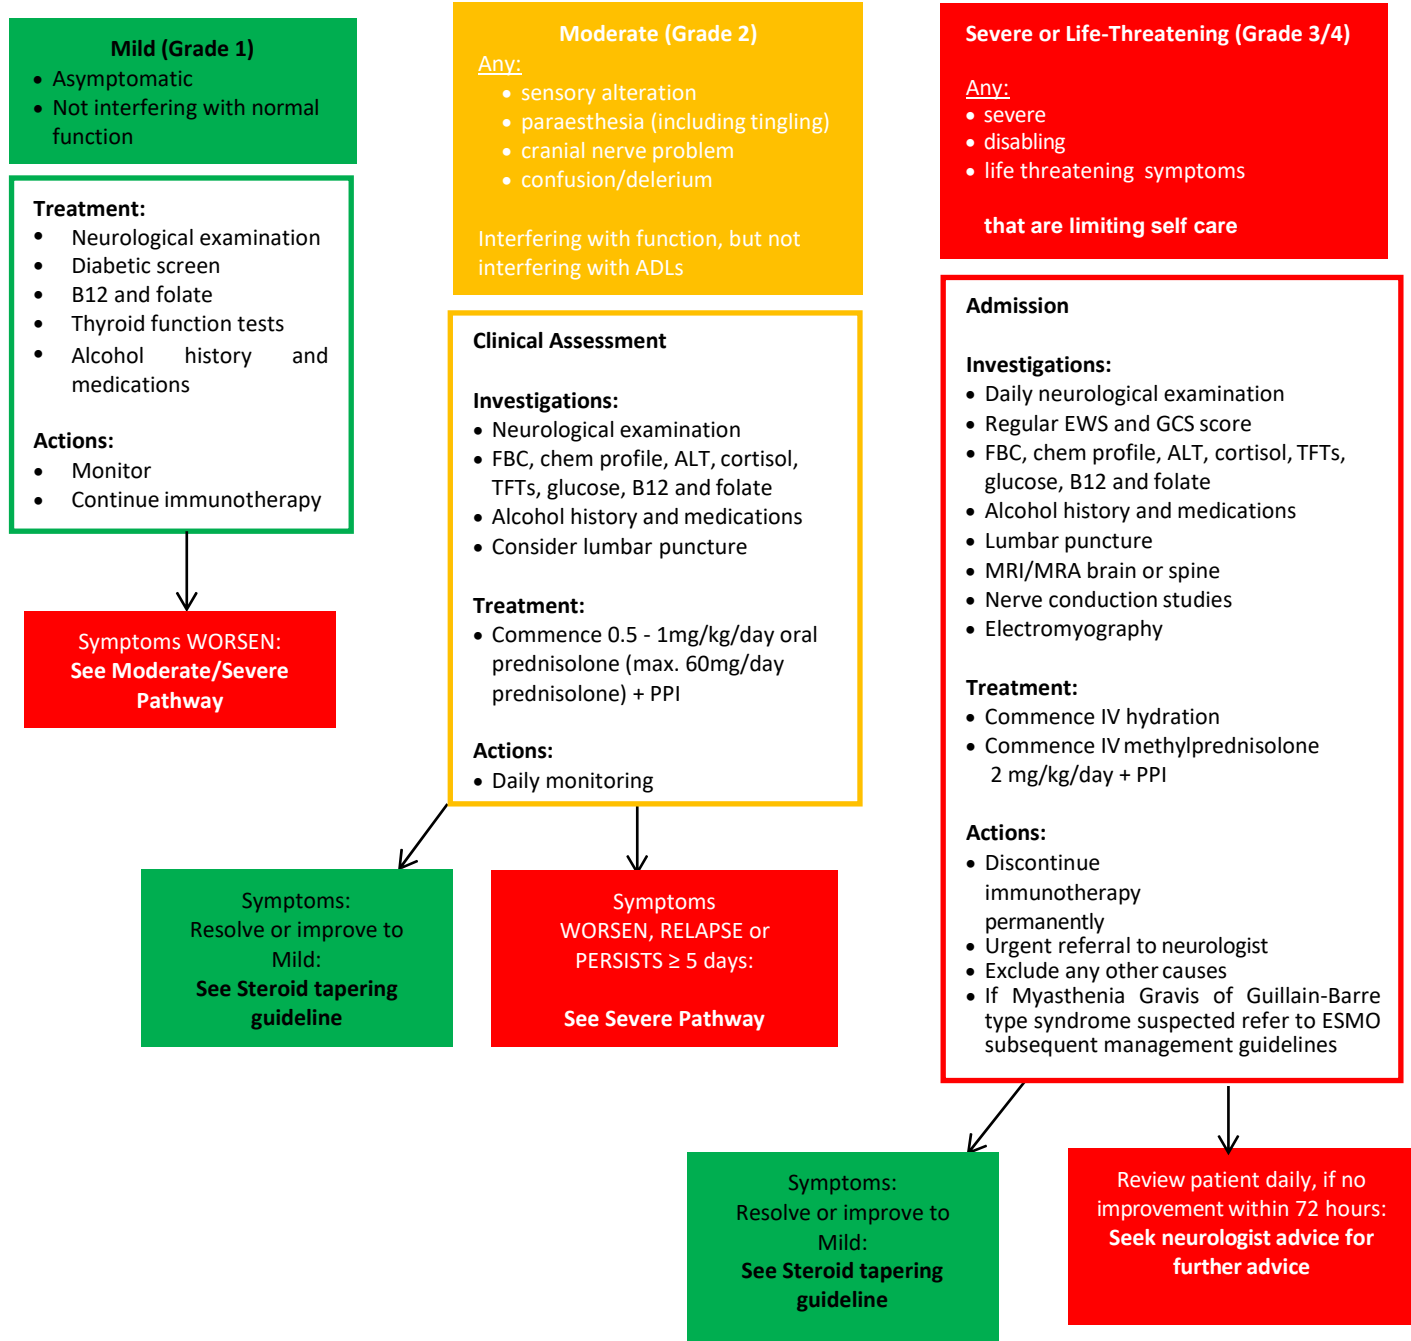 Mild (Grade 1)
• Asymptomatic
• Not interfering with normal
function
Treatment:
• Neurological examination
• Diabetic screen
• B12 and folate
• Thyroid function tests
• Alcohol history and
medications
Actions:
• Monitor
• Continue immunotherapy
Symptoms WORSEN:
See Moderate/Severe
Pathway
Moderate (Grade 2)
Any:
• sensory alteration
• paraesthesia (including tingling)
• cranial nerve problem
• confusion/delerium
Interfering with function, but not
interfering with ADLs
Clinical Assessment
Investigations:
• Neurological examination
• FBC, chem profile, ALT, cortisol,
TFTs, glucose, B12 and folate
• Alcohol history and medications
• Consider lumbar puncture
Treatment:
• Commence 0.5 - 1mg/kg/day oral
prednisolone (max. 60mg/day
prednisolone) + PPI
Actions:
• Daily monitoring
Symptoms:
Resolve or improve to
Mild:
See Steroid tapering
guideline
Symptoms
WORSEN, RELAPSE or
PERSISTS ≥ 5 days:
See Severe Pathway
Severe or Life-Threatening (Grade 3/4)
Any:
• severe
• disabling
• life threatening symptoms
that are limiting self care
Admission
Investigations:
• Daily neurological examination
• Regular EWS and GCS score
• FBC, chem profile, ALT, cortisol, TFTs,
glucose, B12 and folate
• Alcohol history and medications
• Lumbar puncture
• MRI/MRA brain or spine
• Nerve conduction studies
• Electromyography
Treatment:
• Commence IV hydration
• Commence IV methylprednisolone
2 mg/kg/day + PPI
Actions:
• Discontinue
immunotherapy
permanently
• Urgent referral to neurologist
• Exclude any other causes
• If Myasthenia Gravis of Guillain-Barre
type syndrome suspected refer to ESMO
subsequent management guidelines
Symptoms:
Resolve or improve to
Mild:
See Steroid tapering
guideline
Review patient daily, if no
improvement within 72 hours:
Seek neurologist advice for
further advice